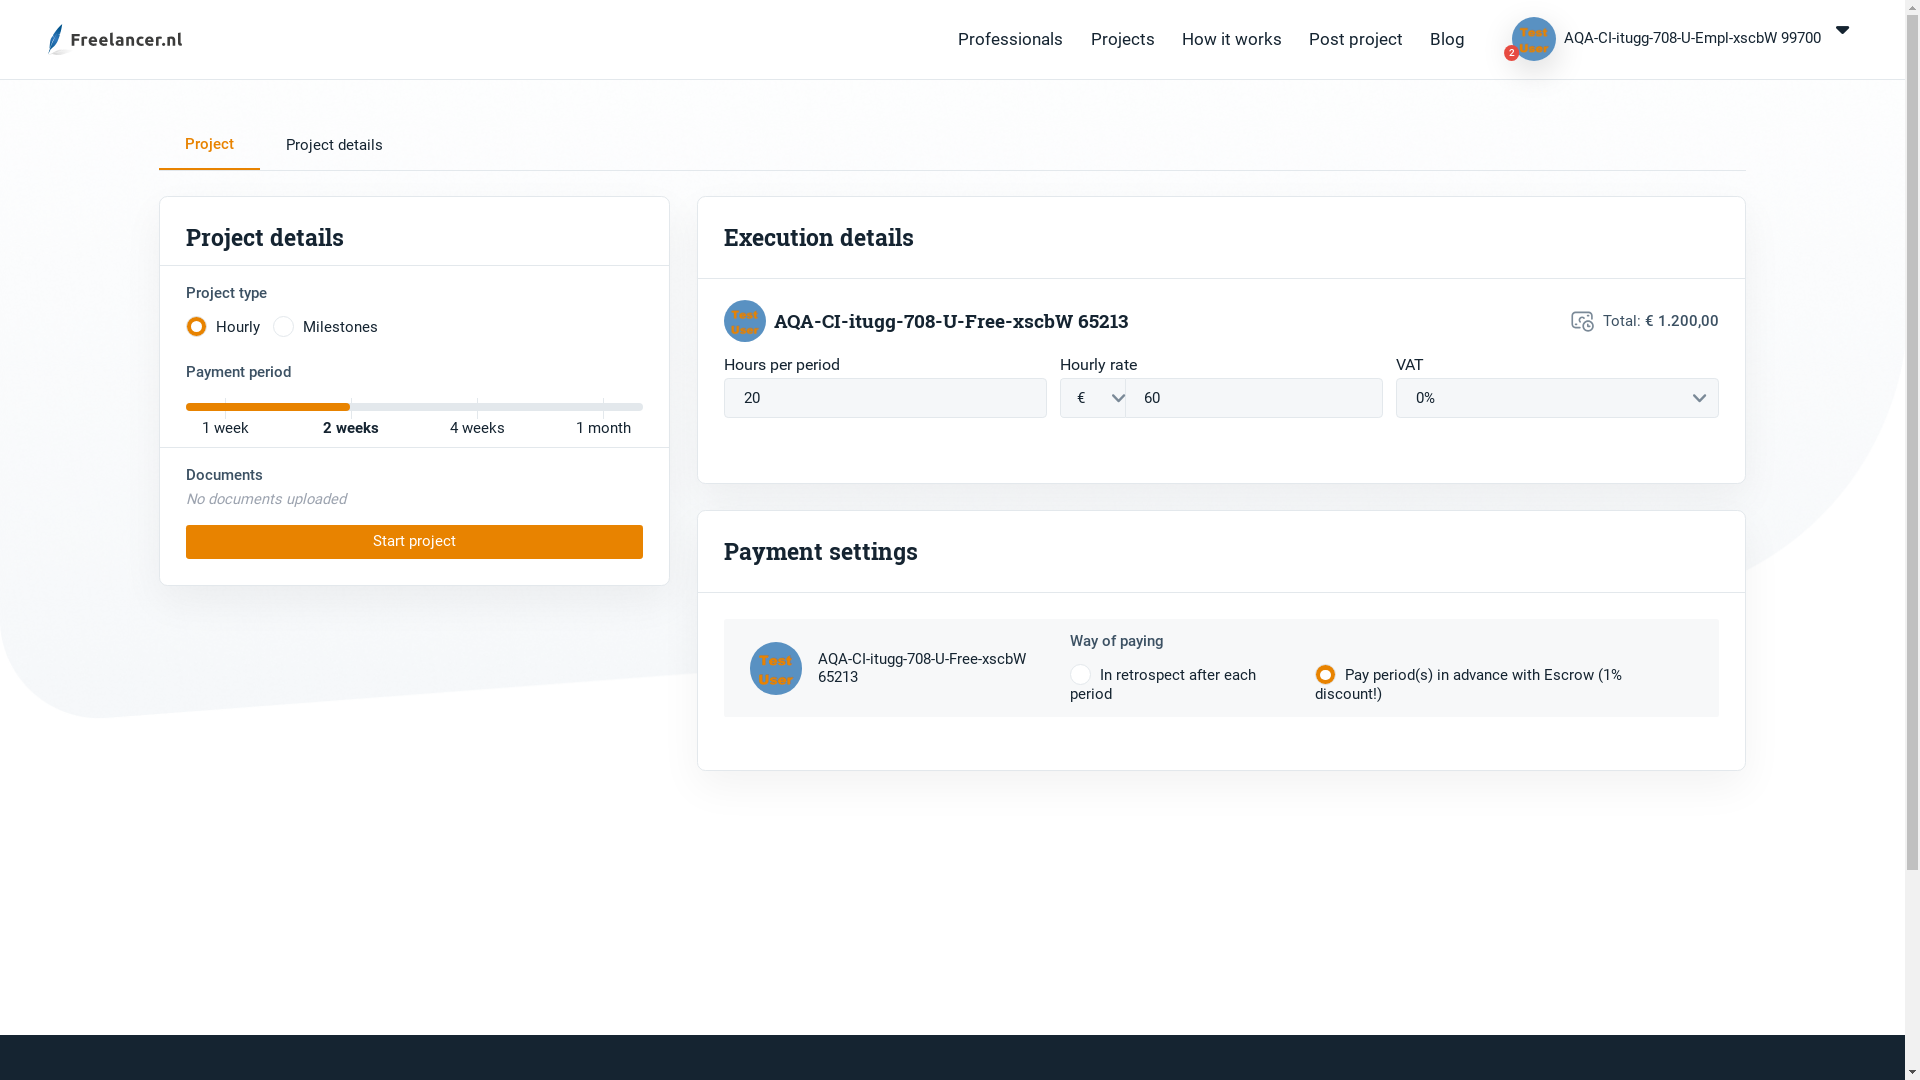 Freelancer.nl
Professionals
Projects
How it works
Post project
Blog
Test
User
2
AQA-CI-itugg-708-U-Empl-xscbW 99700
Project
Project details
Project details
Project type
Hourly
Milestones
Payment period
1 week
2 weeks
4 weeks
1 month
Documents
No documents uploaded
Start project
Execution details
Test
User
AQA-CI-itugg-708-U-Free-xscbW 65213
Total: € 1.200,00
Hours per period
Hourly rate
VAT
20
€
60
0%
Payment settings
Test
User
AQA-CI-itugg-708-U-Free-xscbW
65213
Way of paying
In retrospect after each
period
Pay period(s) in advance with Escrow (1%
discount!)